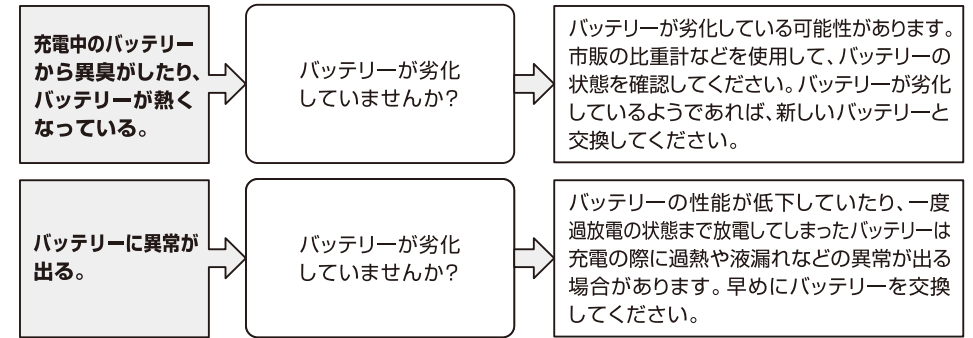 充電中のバッテリー
から異臭がしたり、
バッテリーが熱く
なっている。
バッテリーが劣化
していませんか?
バッテリーが劣化している可能性があります。
市販の比重計などを使用して、バッテリーの
状態を確認してください。バッテリーが劣化
しているようであれば、新しいバッテリーと
交換してください。
バッテリーに異常が
出る。
バッテリーが劣化
していませんか?
バッテリーの性能が低下していたり、一度
過放電の状態まで放電してしまったバッテリーは
充電の際に過熱や液漏れなどの異常が出る
場合があります。早めにバッテリーを交換
してください。